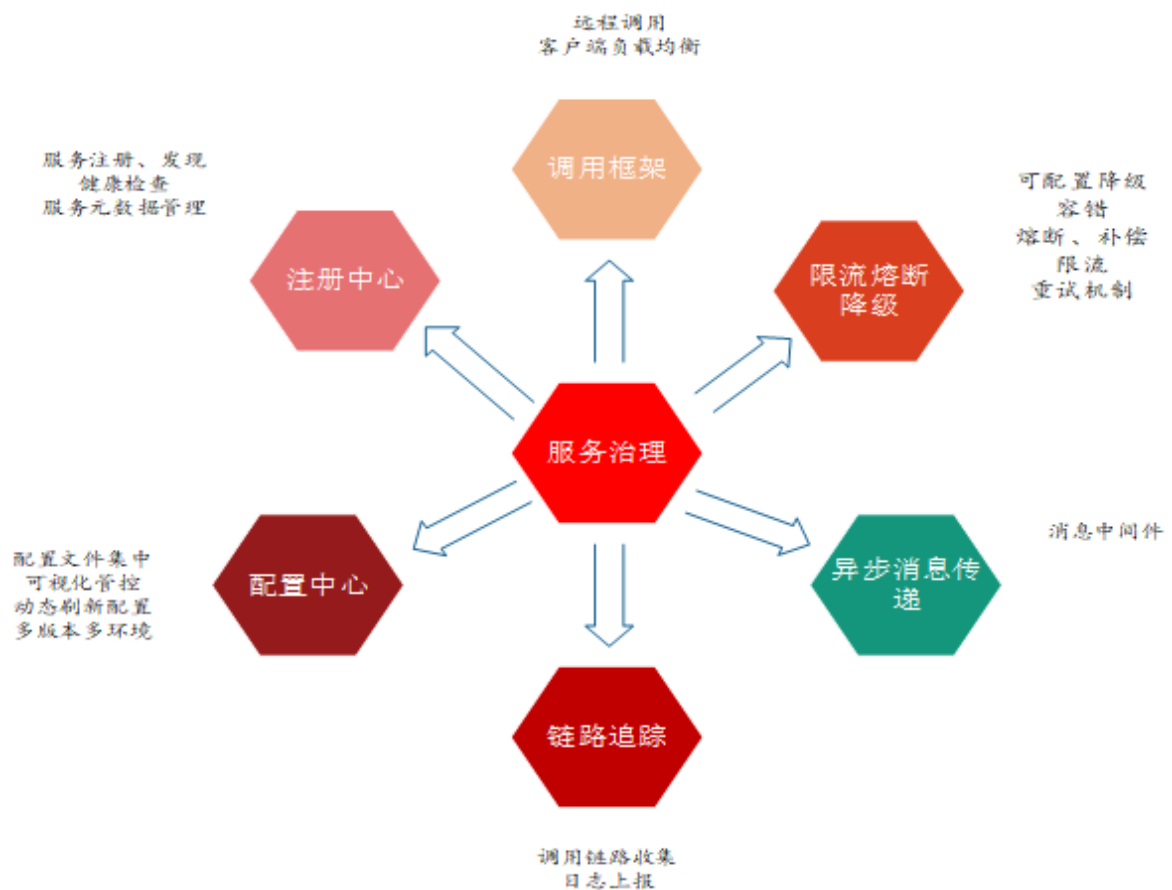 远程调用
客户端负载均衡
调用框架
服务注册、发现
健康检查
服务元数据管理
注册中心
可配置降级
容错
熔断、补偿
限流
重试机制
限流熔断
降级
服务治理
配置文件集中
可视化管控
动态刷新配置
多版本多环境
配置中心
消息中间件
异步消息传
递
链路追踪
调用链路收集
日志上报